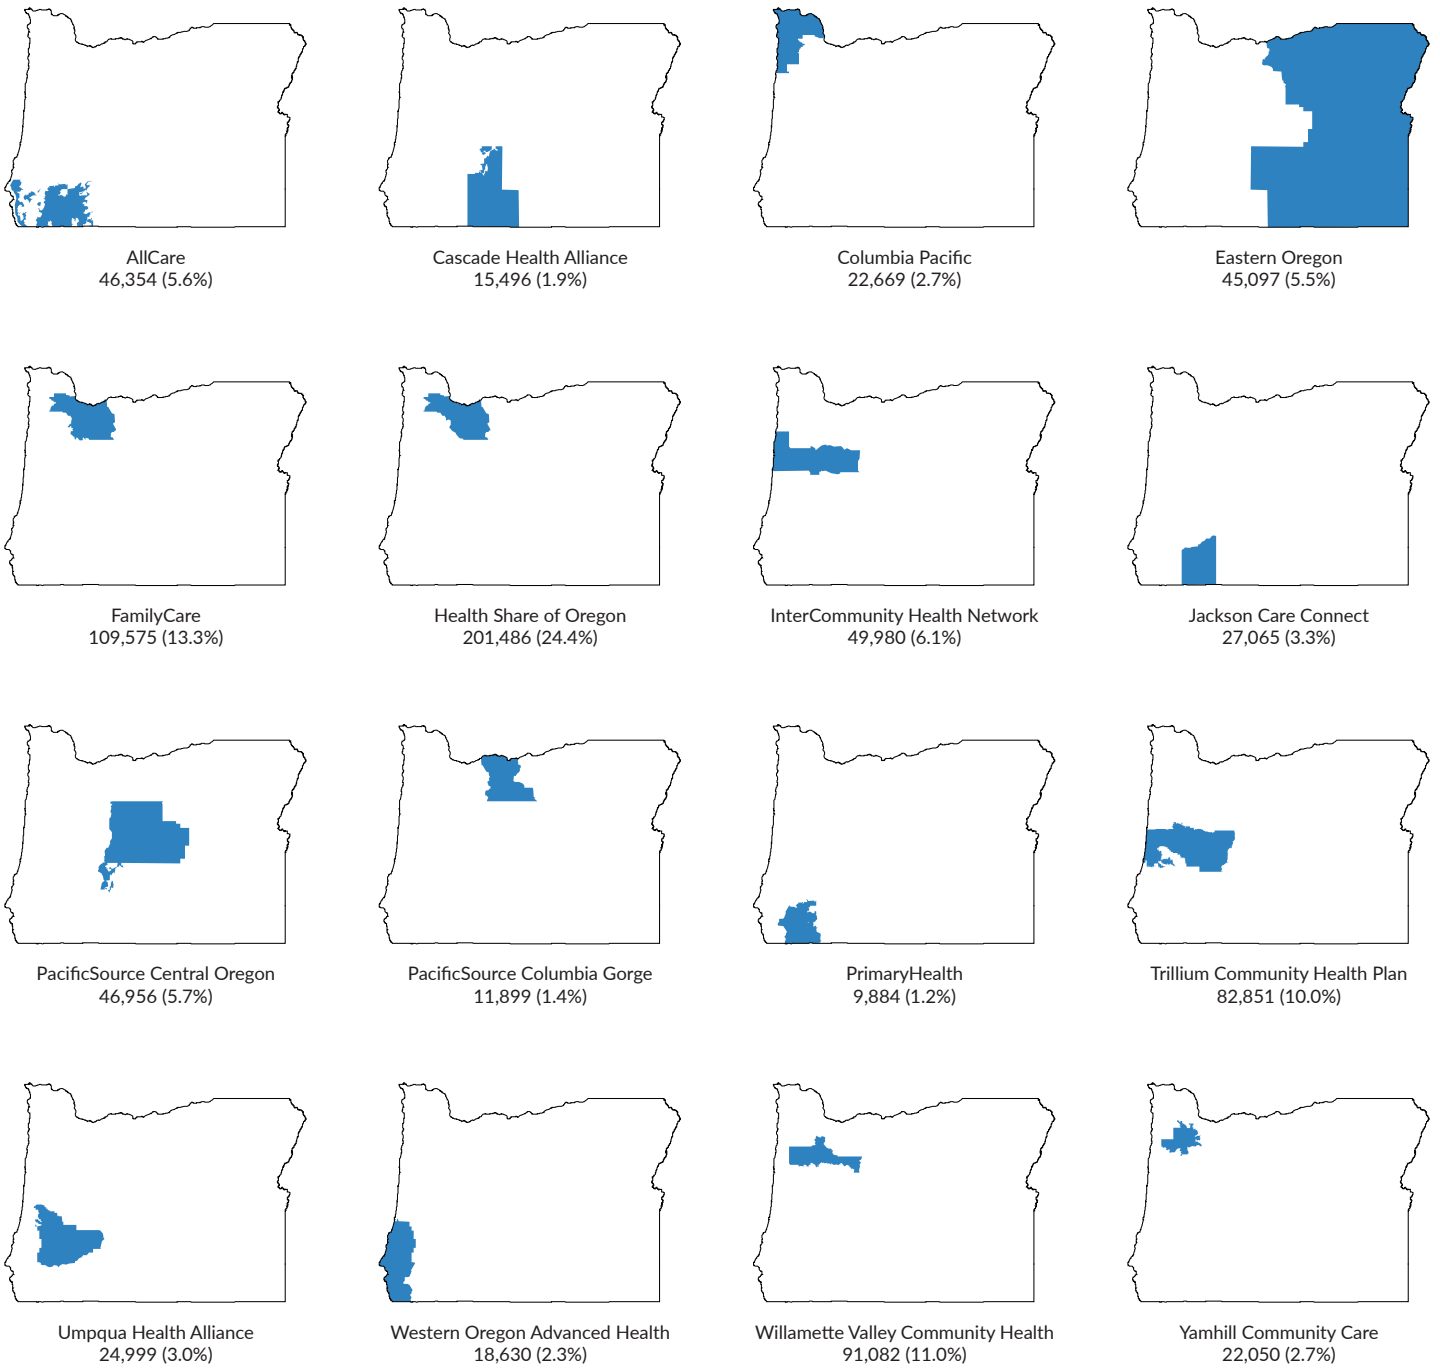 AllCare
46,354 (5.6%)
Cascade Health Alliance
15,496 (1.9%)
Columbia Pacific
22,669 (2.7%)
Eastern Oregon
45,097 (5.5%)
FamilyCare
109,575 (13.3%)
Health Share of Oregon
201,486 (24.4%)
InterCommunity Health Network
49,980 (6.1%)
Jackson Care Connect
27,065 (3.3%)
PacificSource Central Oregon
46,956 (5.7%)
PacificSource Columbia Gorge
11,899 (1.4%)
PrimaryHealth
9,884 (1.2%)
Trillium Community Health Plan
82,851 (10.0%)
Umpqua Health Alliance
24,999 (3.0%)
Western Oregon Advanced Health
18,630 (2.3%)
Willamette Valley Community Health
91,082 (11.0%)
Yamhill Community Care
22,050 (2.7%)